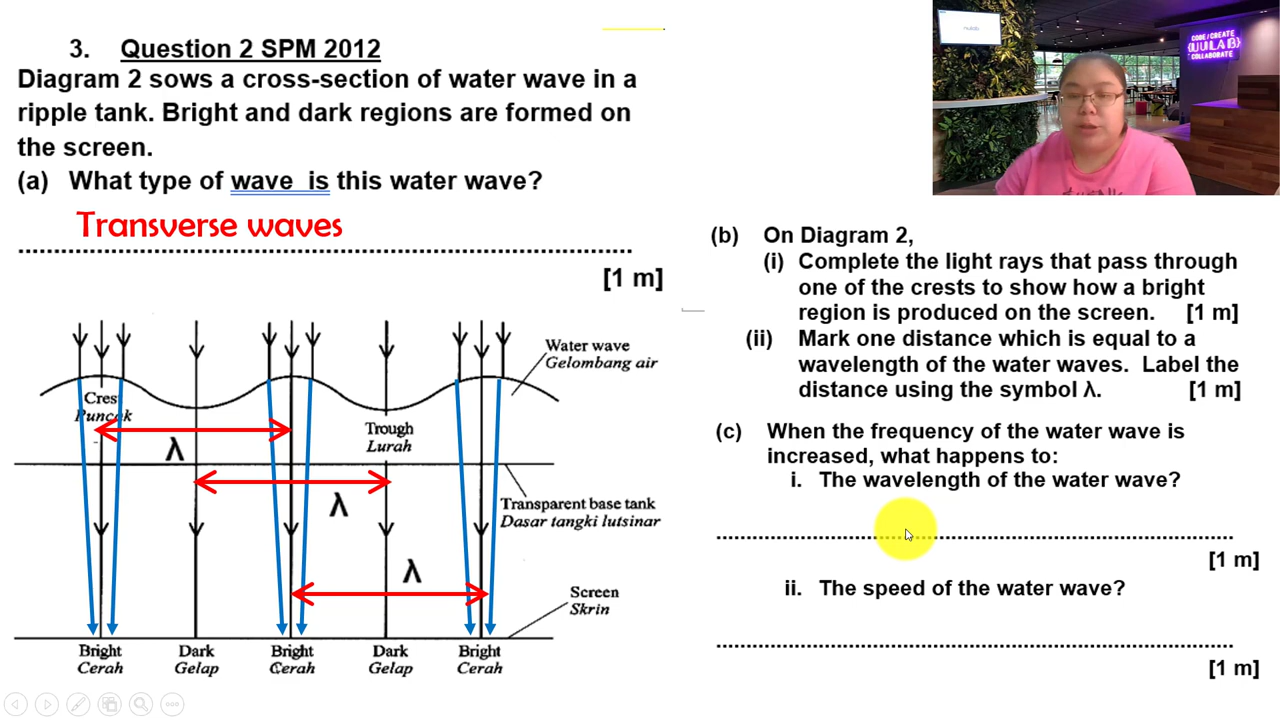 3. Question 2 SPM 2012
Diagram 2 sows a cross-section of water wave in a
ripple tank. Bright and dark regions are formed on
the screen.
(a) What type of wave is this water wave?
Transverse waves
[1 m]
Water wave
Gelombang air
Crest
Puncak
λ
Trough
Lurah
λ
Transparent base tank
Dasar tangki lutsinar
λ
Screen
Skrin
Bright Dark Bright Dark Bright
Cerah Gelap Cerah Gelap Cerah
CODE/CREATE
{UULAB}
COLLABORATE
(b) On Diagram 2,
(i) Complete the light rays that pass through
one of the crests to show how a bright
region is produced on the screen. [1 m]
(ii) Mark one distance which is equal to a
wavelength of the water waves. Label the
distance using the symbol λ. [1 m]
(c) When the frequency of the water wave is
increased, what happens to:
i. The wavelength of the water wave?
[1 m]
ii. The speed of the water wave?
[1 m]